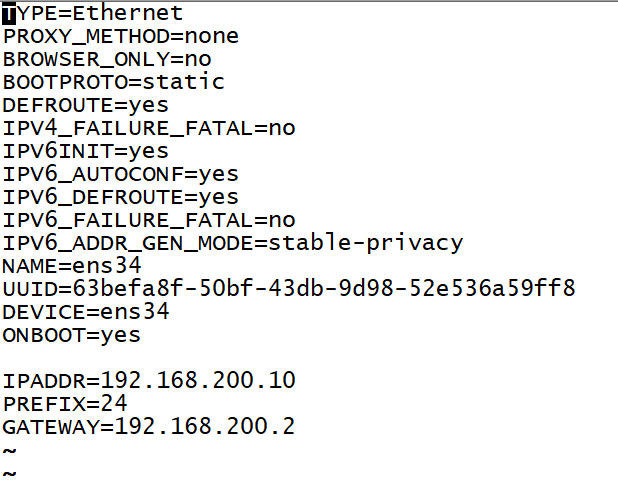 TYPE=Ethernet
PROXY_METHOD=none
BROWSER_ONLY=no
BOOTPROTO=static
DEFROUTE=yes
IPV4_FAILURE_FATAL=no
IPV6INIT=yes
IPV6_AUTOCONF=yes
IPV6_DEFROUTE=yes
IPV6_FAILURE_FATAL=no
IPV6_ADDR_GEN_MODE=stable-privacy
NAME=ens34
UUID=63befa8f-50bf-43db-9d98-52e536a59ff8
DEVICE=ens34
ONBOOT=yes

IPADDR=192.168.200.10
PREFIX=24
GATEWAY=192.168.200.2
~
~